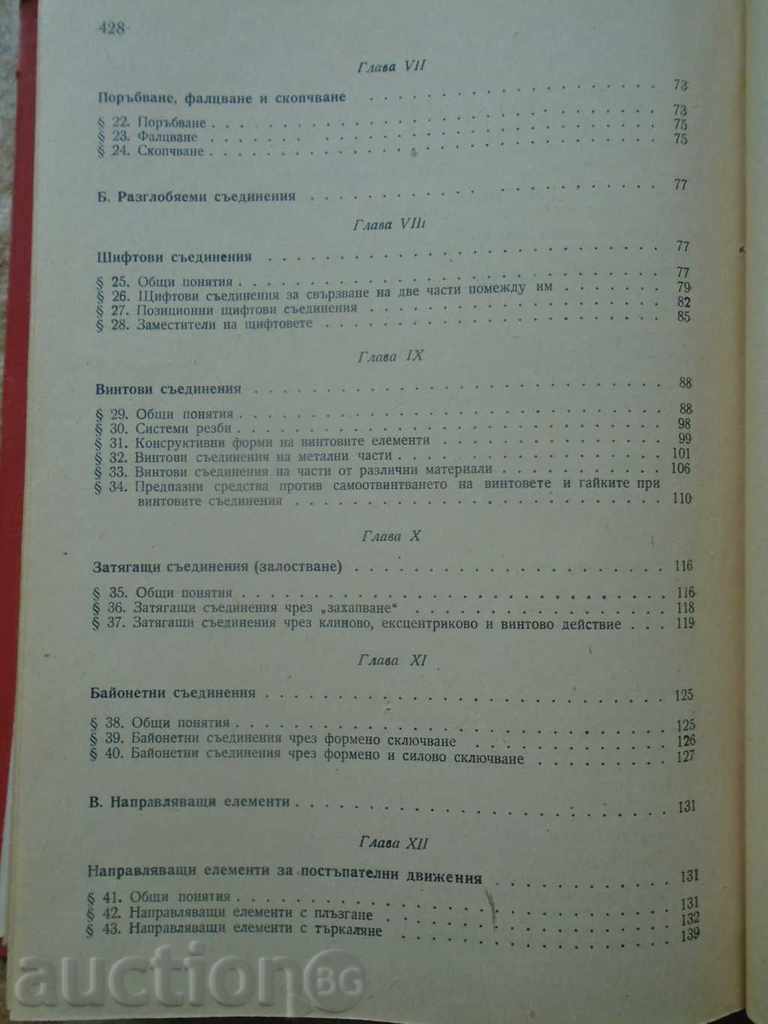 428
Глава VII
Поръбване, фалцване и скопчване . . . . . . . . . . . . . . . . . . . 73
§ 22. Поръбване . . . . . . . . . . . . . . . . . . . . . . . . . . . . . 73
§ 23. Фалцване . . . . . . . . . . . . . . . . . . . . . . . . . . . . . 75
§ 24. Скопчване . . . . . . . . . . . . . . . . . . . . . . . . . . . . . 75
Б. Разглобяеми съединения . . . . . . . . . . . . . . . . . . . . . . 77
Глава VIII
Шифтови съединения . . . . . . . . . . . . . . . . . . . . . . . . . . 77
§ 25. Общи понятия . . . . . . . . . . . . . . . . . . . . . . . . . . . 77
§ 26. Щифтови съединения за свързване на две части помежду им . . . . . . . 79
§ 27. Позиционни щифтови съединения . . . . . . . . . . . . . . . . . . 82
§ 28. Заместители на щифтовете . . . . . . . . . . . . . . . . . . . . . 85
Глава IX
Винтови съединения . . . . . . . . . . . . . . . . . . . . . . . . . . 88
§ 29. Общи понятия . . . . . . . . . . . . . . . . . . . . . . . . . . . 88
§ 30. Системи резби . . . . . . . . . . . . . . . . . . . . . . . . . . . 98
§ 31. Консруктивни форми на винтовите елементи . . . . . . . . . . . . . 99
§ 32. Винтови съединения на метални части . . . . . . . . . . . . . . . . 101
§ 33. Винтови съединения на части от различни материали . . . . . . . . . . 106
§ 34. Предпазни средства против самоотвинтването на винтовете и гайките при
винтовите съединения . . . . . . . . . . . . . . . . . . . . . . . . 110
Глава X
Затягащи съединения (залостване) . . . . . . . . . . . . . . . . . . . 116
§ 35. Общи понятия . . . . . . . . . . . . . . . . . . . . . . . . . . . 116
§ 36. Затягащи съединения чрез „захапване“ . . . . . . . . . . . . . . . . 118
§ 37. Затягащи съединения чрез клиново, ексцентриково и винтово действие . . . 119
Глава XI
Байонетни съединения . . . . . . . . . . . . . . . . . . . . . . . . . 125
§ 38. Общи понятия . . . . . . . . . . . . . . . . . . . . . . . . . . . 125
§ 39. Байонетни съединения чрез формено сключване . . . . . . . . . . . . 126
§ 40. Байонетни съединения чрез формено и силово сключване . . . . . . . . . 127
В. Направляващи елементи . . . . . . . . . . . . . . . . . . . . . . . 131
Глава XII
Направляващи елементи за постъпателни движения . . . . . . . . . . . . 131
§ 41. Общи понятия . . . . . . . . . . . . . . . . . . . . . . . . . . . 131
§ 42. Направляващи елементи с плъзгане . . . . . . . . . . . . . . . . . 132
§ 43. Направляващи елементи с търкаляне . . . . . . . . . . . . . . . . . 139
auctionBG